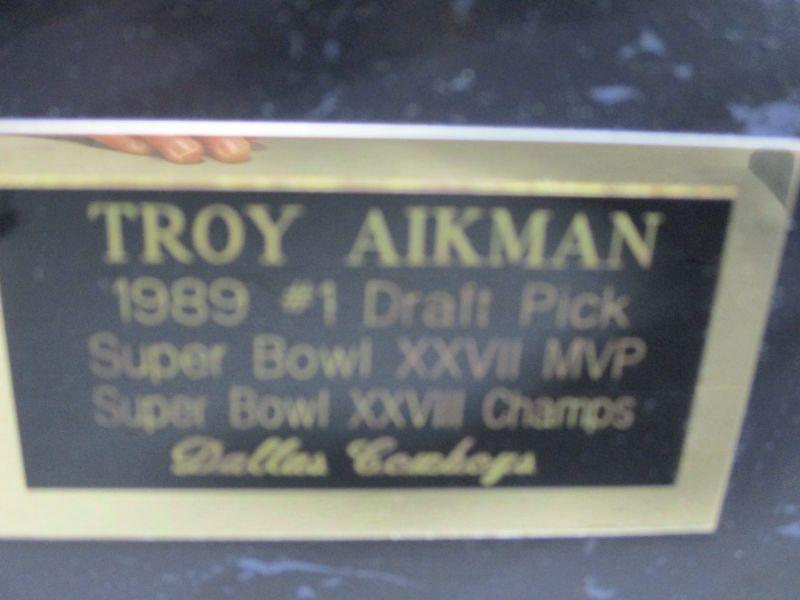 TROY AIKMAN
1989 #1 Draft Pick
Super Bowl XXVII MVP
Super Bowl XXVIII Champs
Dallas Cowboys